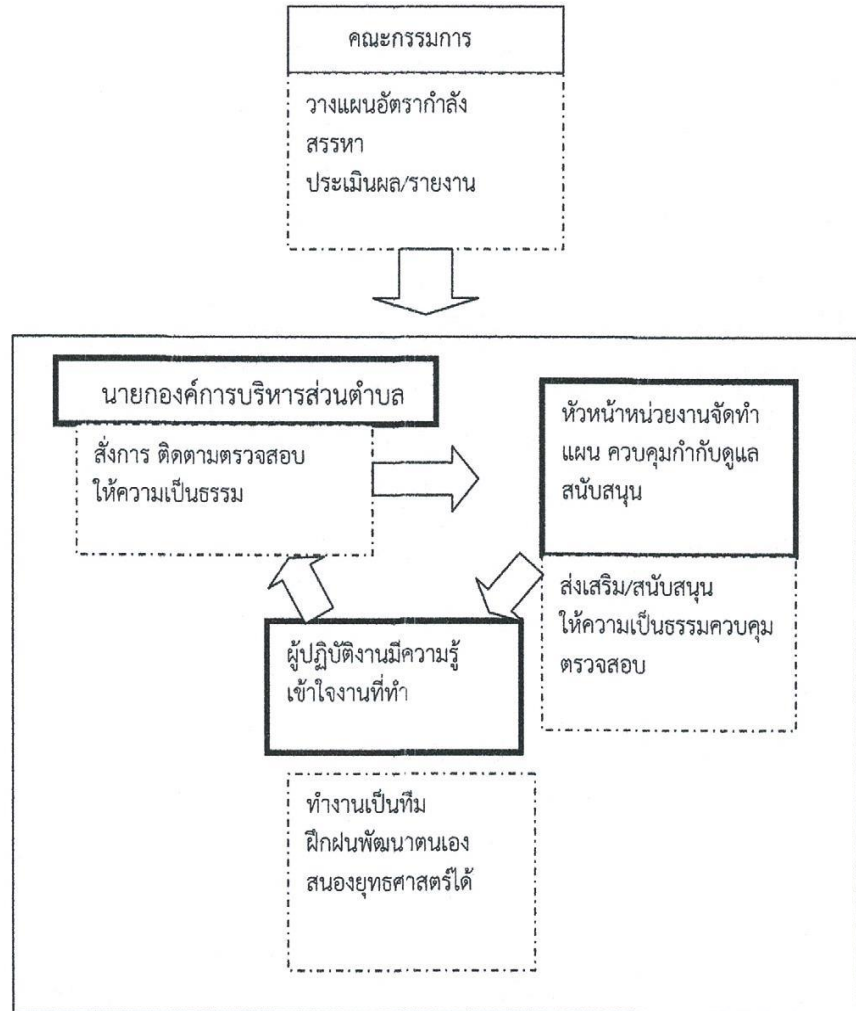 คณะกรรมการ
วางแผนอัตรากำลัง
สรรหา
ประเมินผล/รายงาน
นายกองค์การบริหารส่วนตำบล
สั่งการ ติดตามตรวจสอบ
ให้ความเป็นธรรม
หัวหน้าหน่วยงานจัดทำ
แผน ควบคุมกำกับดูแล
สนับสนุน
ส่งเสริม/สนับสนุน
ให้ความเป็นธรรมควบคุม
ตรวจสอบ
ผู้ปฏิบัติงานมีความรู้
เข้าใจงานที่ทำ
ทำงานเป็นทีม
ฝึกฝนพัฒนาตนเอง
สนองยุทธศาสตร์ได้